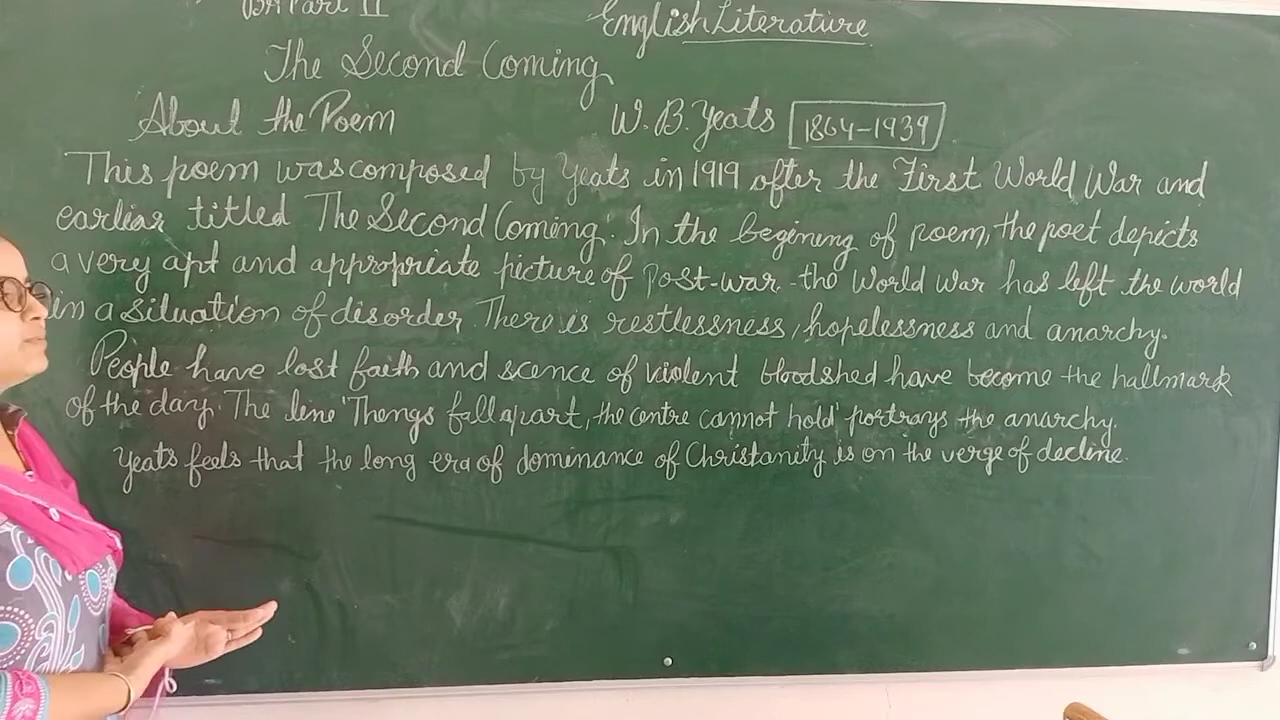 BA Part II
English Literature
The Second Coming
About the Poem
W. B. Yeats 1864-1939
This poem was composed by Yeats in 1919 after the First World War and
earliar titled 'The Second Coming'. In the begining of poem, the poet depicts
a very apt and appropriate picture of post-war - the World War has left the world
in a situation of disorder. There is restlessness, hopelessness and anarchy.
People have lost faith and scence of violent bloodshed have become the hallmark
of the day. The line 'Thengs fall apart, the centre cannot hold' portrays the anarchy.
Yeats feels that the long era of dominance of Christanity is on the verge of decline.